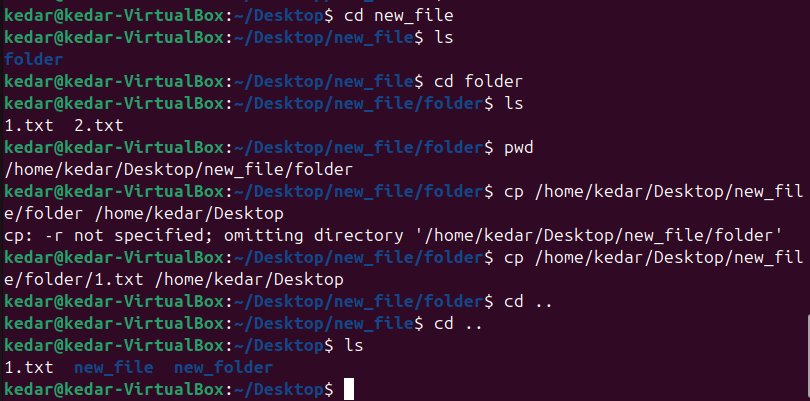 kedar@kedar-VirtualBox:~/Desktop$ cd new_file
kedar@kedar-VirtualBox:~/Desktop/new_file$ ls
folder
kedar@kedar-VirtualBox:~/Desktop/new_file$ cd folder
kedar@kedar-VirtualBox:~/Desktop/new_file/folder$ ls
1.txt  2.txt
kedar@kedar-VirtualBox:~/Desktop/new_file/folder$ pwd
/home/kedar/Desktop/new_file/folder
kedar@kedar-VirtualBox:~/Desktop/new_file/folder$ cp /home/kedar/Desktop/new_fil
e/folder /home/kedar/Desktop
cp: -r not specified; omitting directory '/home/kedar/Desktop/new_file/folder'
kedar@kedar-VirtualBox:~/Desktop/new_file/folder$ cp /home/kedar/Desktop/new_fil
e/folder/1.txt /home/kedar/Desktop
kedar@kedar-VirtualBox:~/Desktop/new_file/folder$ cd ..
kedar@kedar-VirtualBox:~/Desktop/new_file$ cd ..
kedar@kedar-VirtualBox:~/Desktop$ ls
1.txt  new_file  new_folder
kedar@kedar-VirtualBox:~/Desktop$